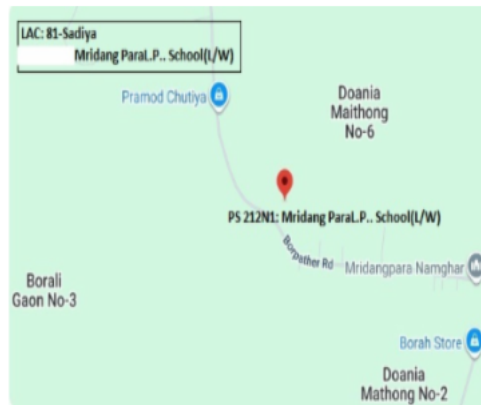 LAC: 81-Sadiya
Mridang ParaL.P.. School(L/W)
Pramod Chutiya
Doania
Maithong
No-6
PS 212N1: Mridang ParaL.P.. School(L/W)
Borpather Rd
Mridangpara Namghar
Borali
Gaon No-3
Borah Store
Doania
Mathong No-2